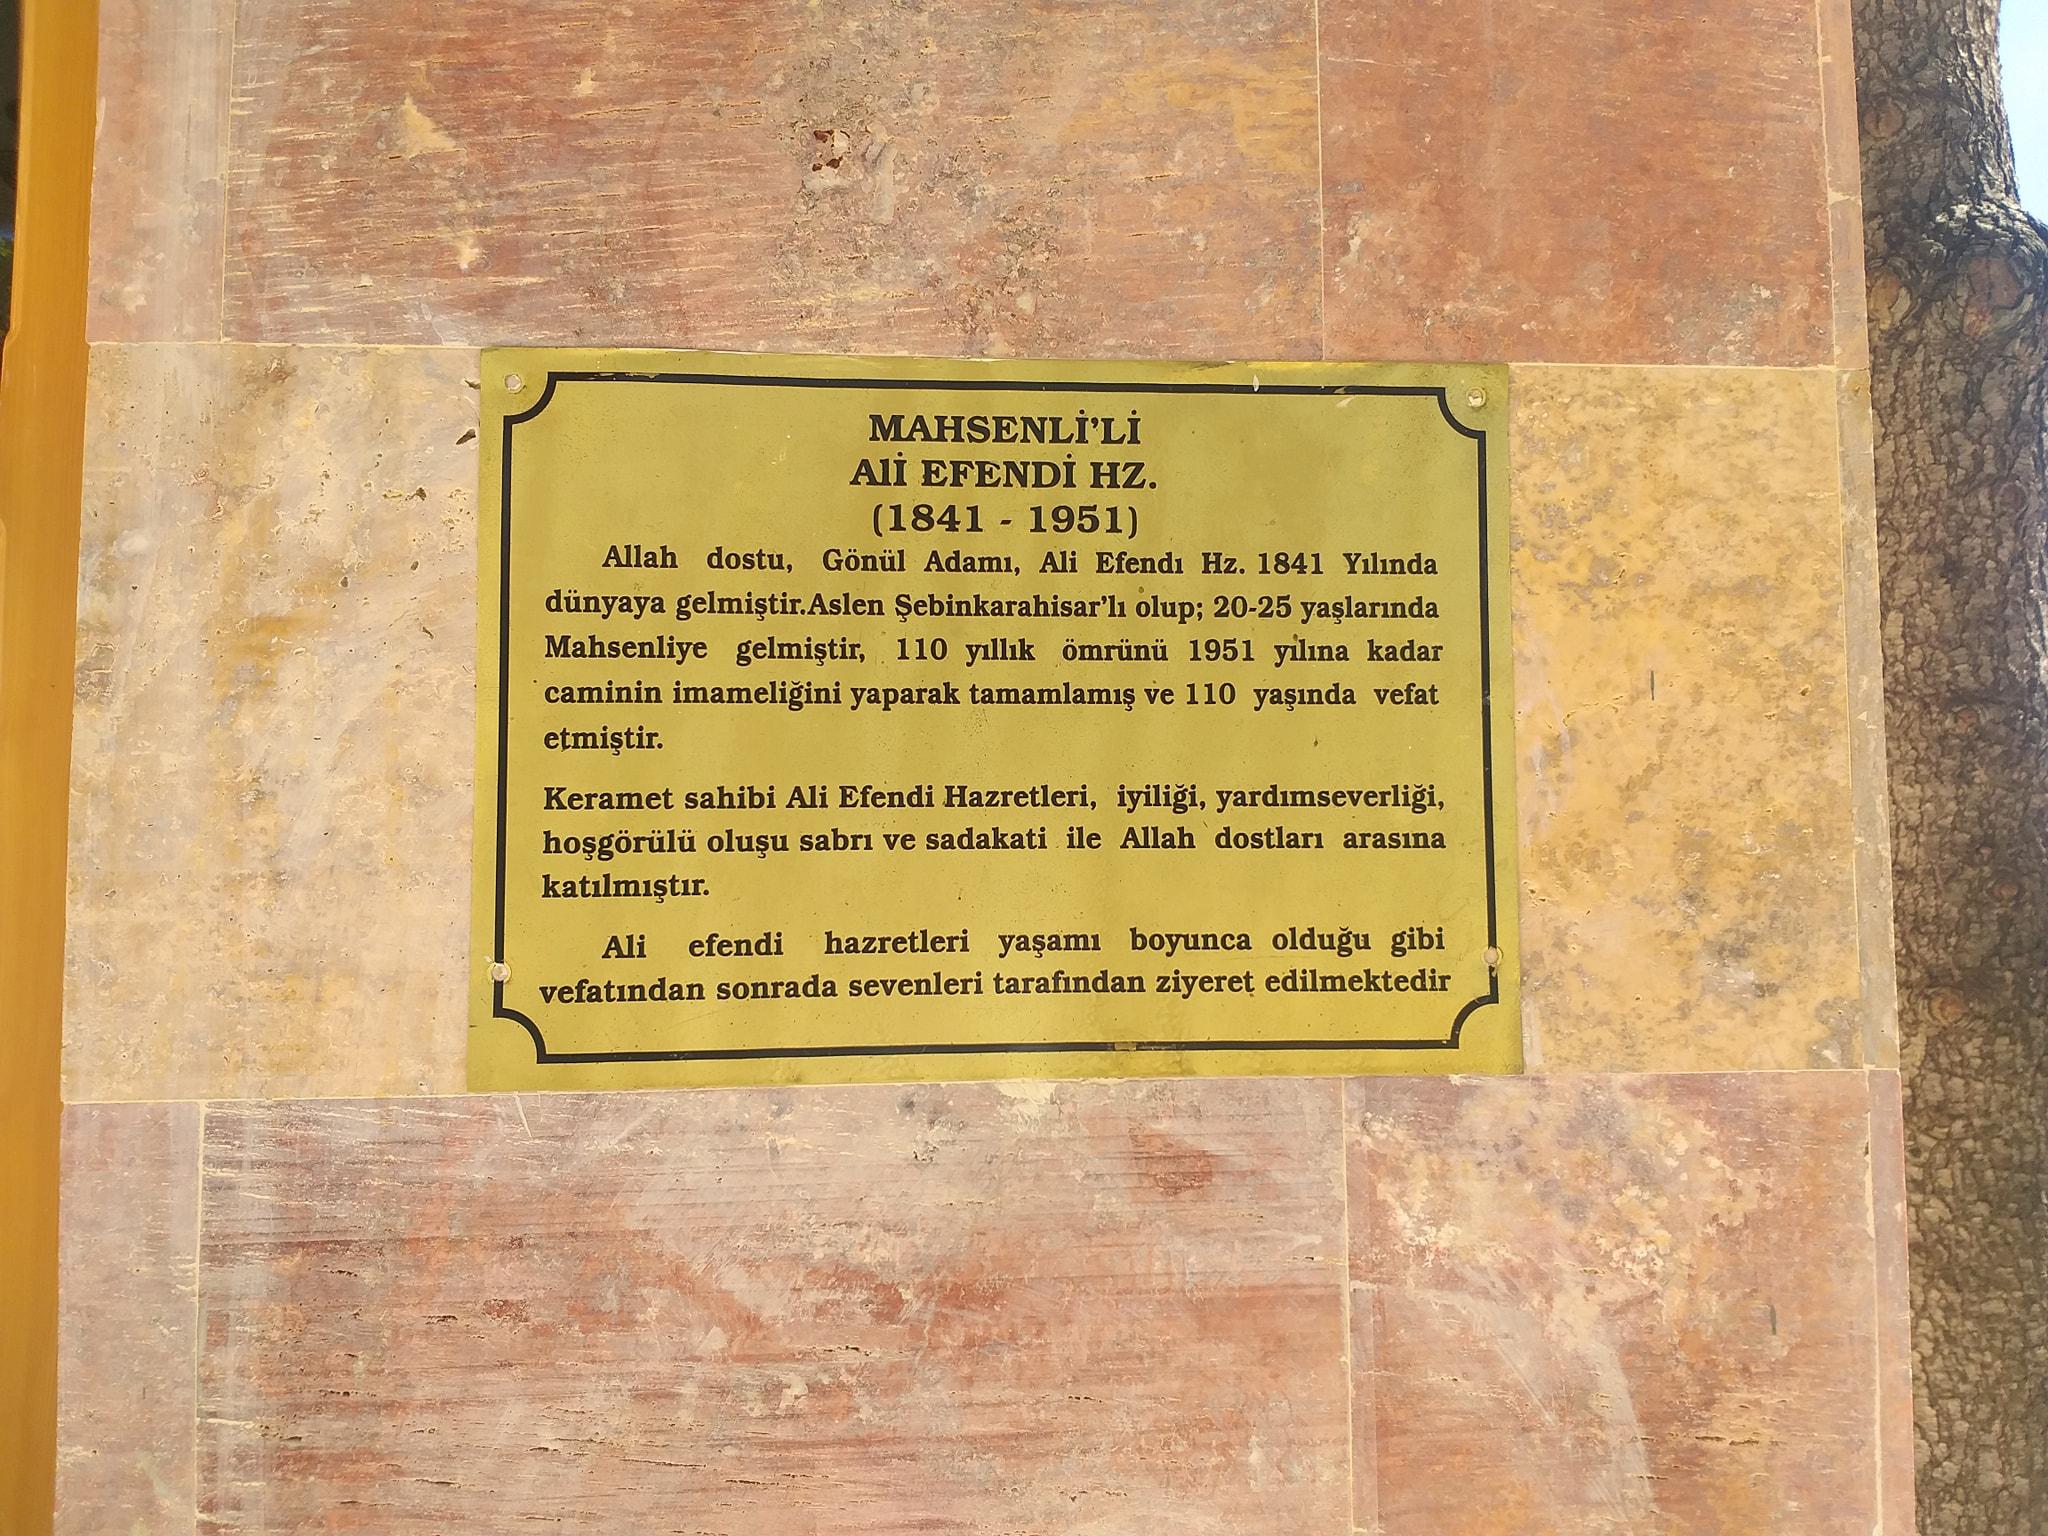 MAHSENLİ'Lİ
Alİ EFENDİ HZ.
(1841 - 1951)
Allah dostu, Gönül Adamı, Ali Efendı Hz. 1841 Yılında
dünyaya gelmiştir.Aslen Şebinkarahisar'lı olup; 20-25 yaşlarında
Mahsenliye gelmiştir, 110 yıllık ömrünü 1951 yılına kadar
caminin imameliğini yaparak tamamlamış ve 110 yaşında vefat
etmiştir.
Keramet sahibi Ali Efendi Hazretleri, iyiliği, yardımseverliği,
hoşgörülü oluşu sabrı ve sadakati ile Allah dostları arasına
katılmıştır.
Ali efendi hazretleri yaşamı boyunca olduğu gibi
vefatından sonrada sevenleri tarafından ziyeret edilmektedir